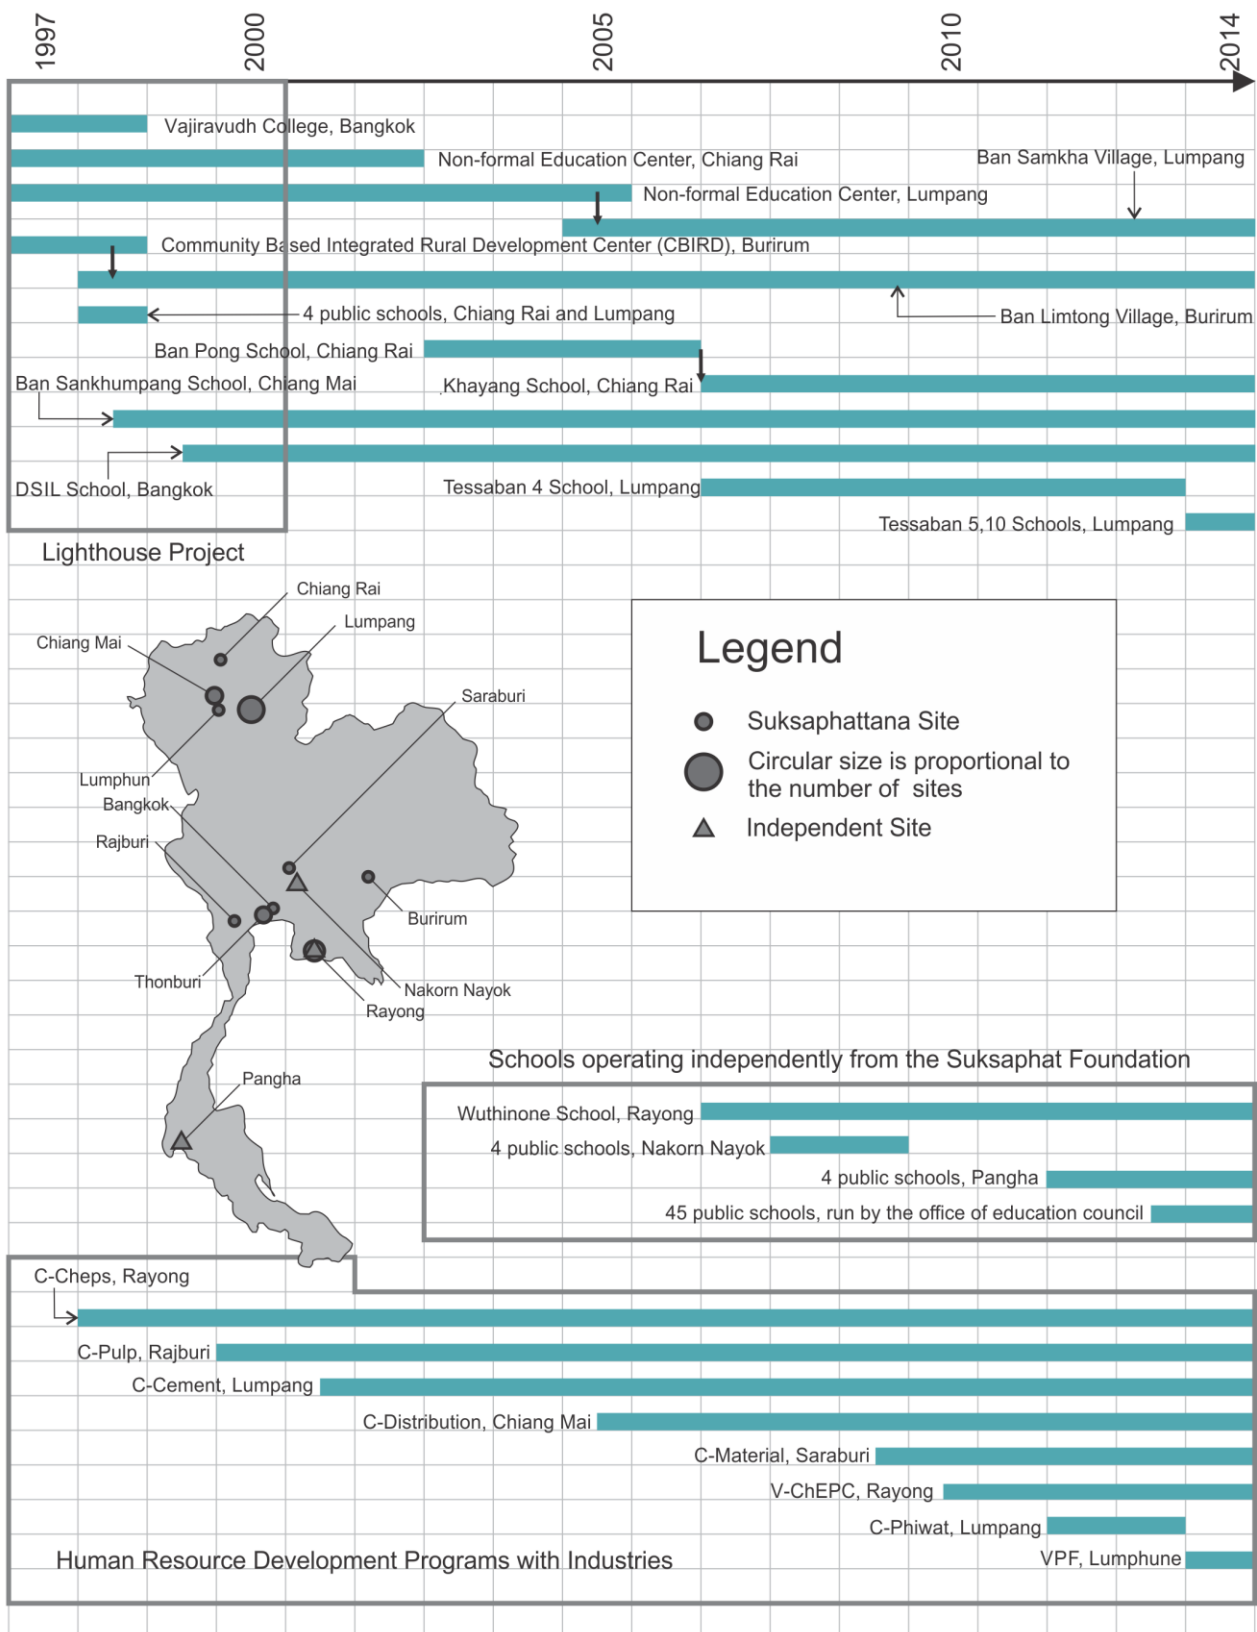 1997
2000
2005
2010
2014
Vajiravudh College, Bangkok
Non-formal Education Center, Chiang Rai
Ban Samkha Village, Lumpang
Non-formal Education Center, Lumpang
Community Based Integrated Rural Development Center (CBIRD), Burirum
4 public schools, Chiang Rai and Lumpang
Ban Limtong Village, Burirum
Ban Pong School, Chiang Rai
Ban Sankhumpang School, Chiang Mai
Khayang School, Chiang Rai
DSIL School, Bangkok
Tessaban 4 School, Lumpang
Tessaban 5,10 Schools, Lumpang
Lighthouse Project
Chiang Rai
Lumpang
Chiang Mai
Saraburi
Lumphun
Bangkok
Rajburi
Burirum
Thonburi
Nakorn Nayok
Rayong
Pangha
Legend
Suksaphattana Site
Circular size is proportional to
the number of sites
Independent Site
Schools operating independently from the Suksaphat Foundation
Wuthinone School, Rayong
4 public schools, Nakorn Nayok
4 public schools, Pangha
45 public schools, run by the office of education council
C-Cheps, Rayong
C-Pulp, Rajburi
C-Cement, Lumpang
C-Distribution, Chiang Mai
C-Material, Saraburi
V-ChEPC, Rayong
C-Phiwat, Lumpang
VPF, Lumphune
Human Resource Development Programs with Industries